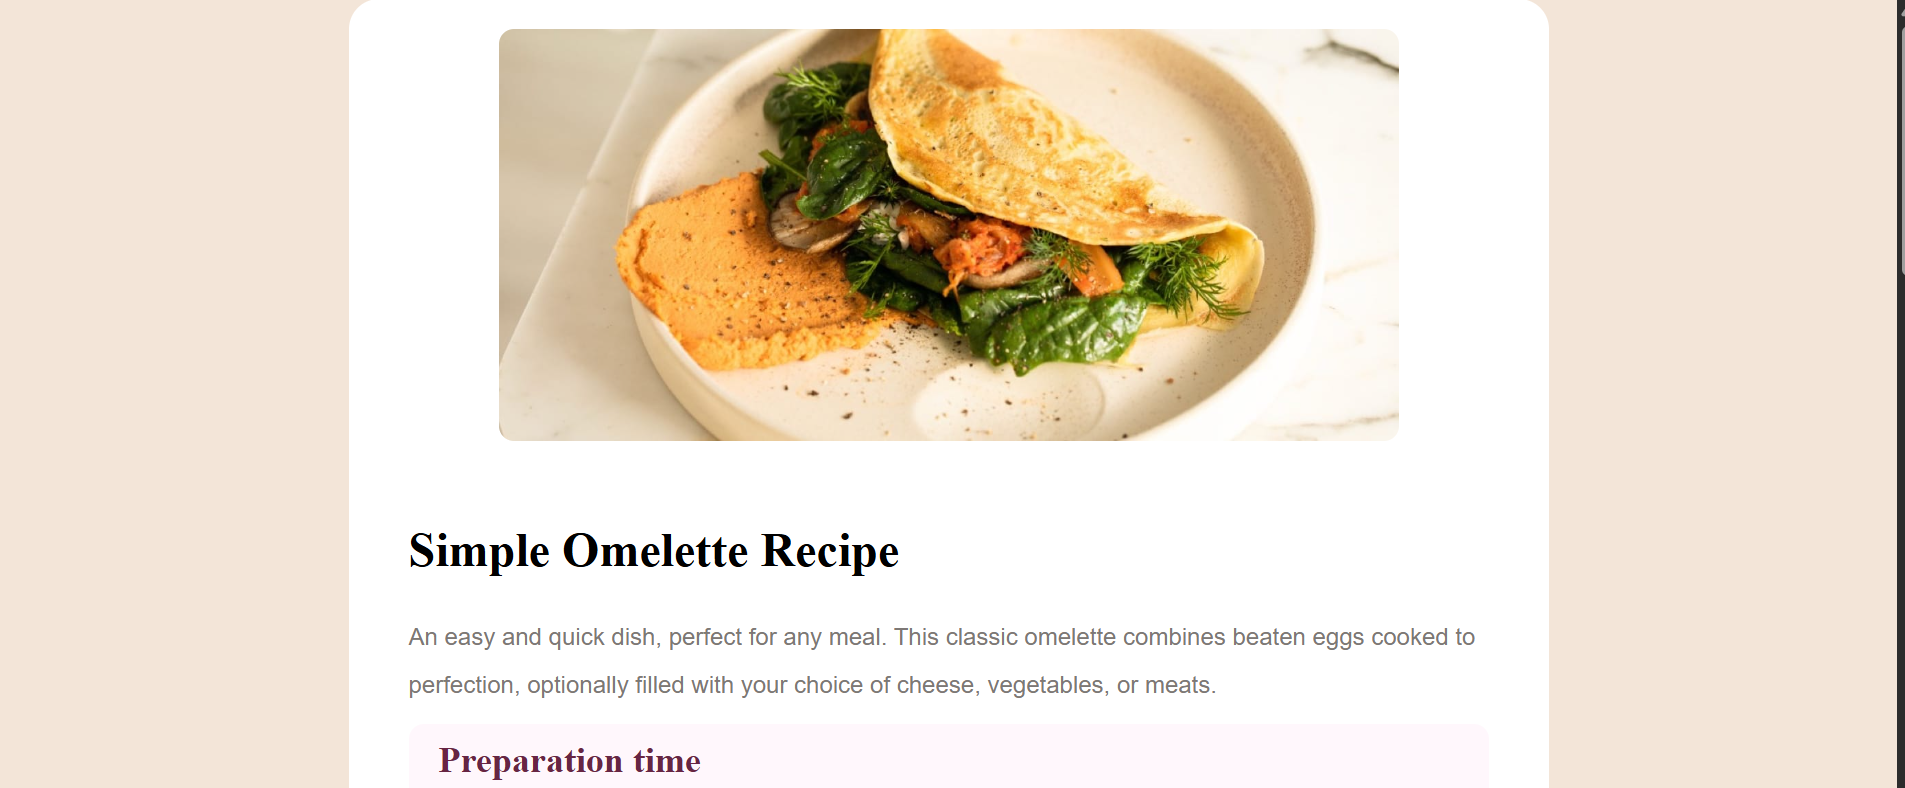 Simple Omelette Recipe
An easy and quick dish, perfect for any meal. This classic omelette combines beaten eggs cooked to
perfection, optionally filled with your choice of cheese, vegetables, or meats.
Preparation time